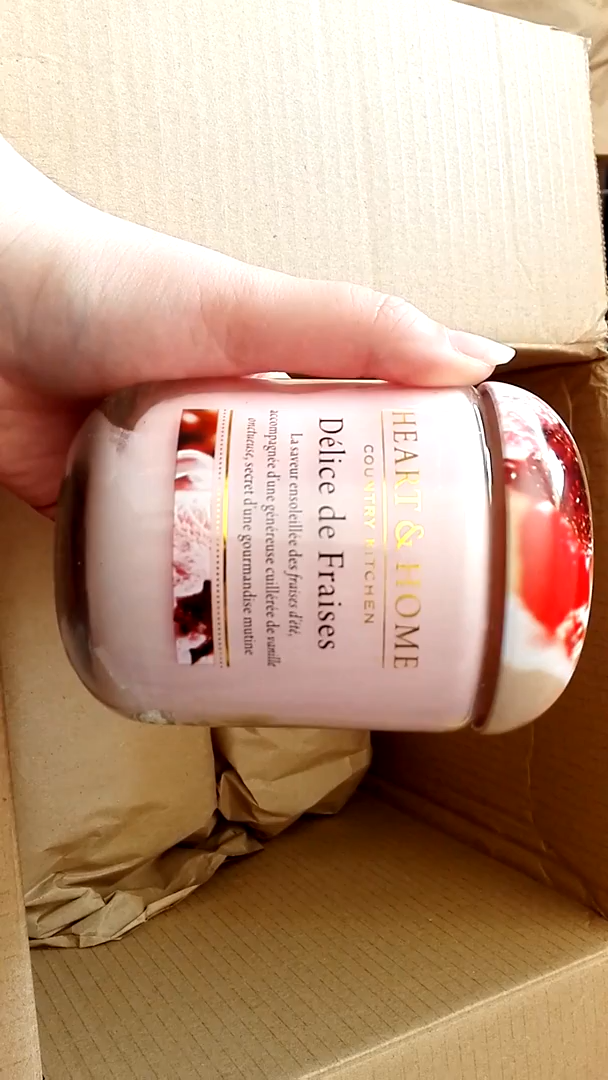 HEART & HOME
COUNTRY KITCHEN
Délice de Fraises
La saveur ensoleillée des fraises d'été,
accompagnée d'une généreuse cuillérée de vanille
onctueuse, secret d'une gourmandise mutine